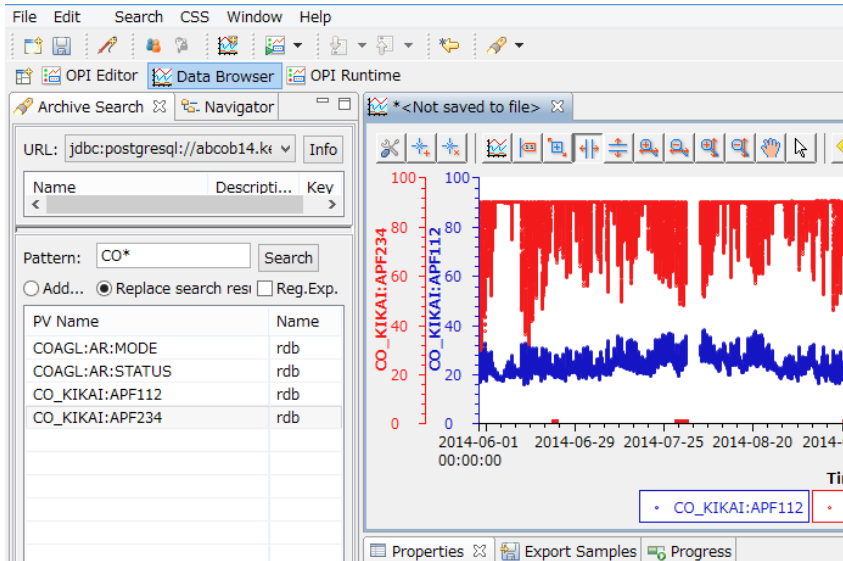 File Edit Search CSS Window Help
OPI Editor Data Browser OPI Runtime
Archive Search Navigator
*<Not saved to file>
URL: jdbc:postgresql://abcob14.ke Info
Name Descripti... Key
Pattern: CO* Search
Add... Replace search resu Reg.Exp.
PV Name Name
COAGL:AR:MODE rdb
COAGL:AR:STATUS rdb
CO_KIKAI:APF112 rdb
CO_KIKAI:APF234 rdb
CO_KIKAI:APF234
100
80
60
40
20
0
CO_KIKAI:APF112
100
80
60
40
20
0
2014-06-01 2014-06-29 2014-07-25 2014-08-20 2014-
00:00:00
CO_KIKAI:APF112
Properties Export Samples Progress